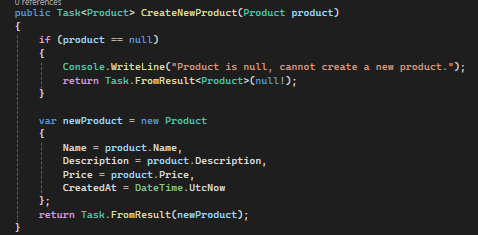 0 references
public Task<Product> CreateNewProduct(Product product)
{
    if (product == null)
    {
        Console.WriteLine("Product is null, cannot create a new product.");
        return Task.FromResult<Product>(null!);
    }

    var newProduct = new Product
    {
        Name = product.Name,
        Description = product.Description,
        Price = product.Price,
        CreatedAt = DateTime.UtcNow
    };
    return Task.FromResult(newProduct);
}